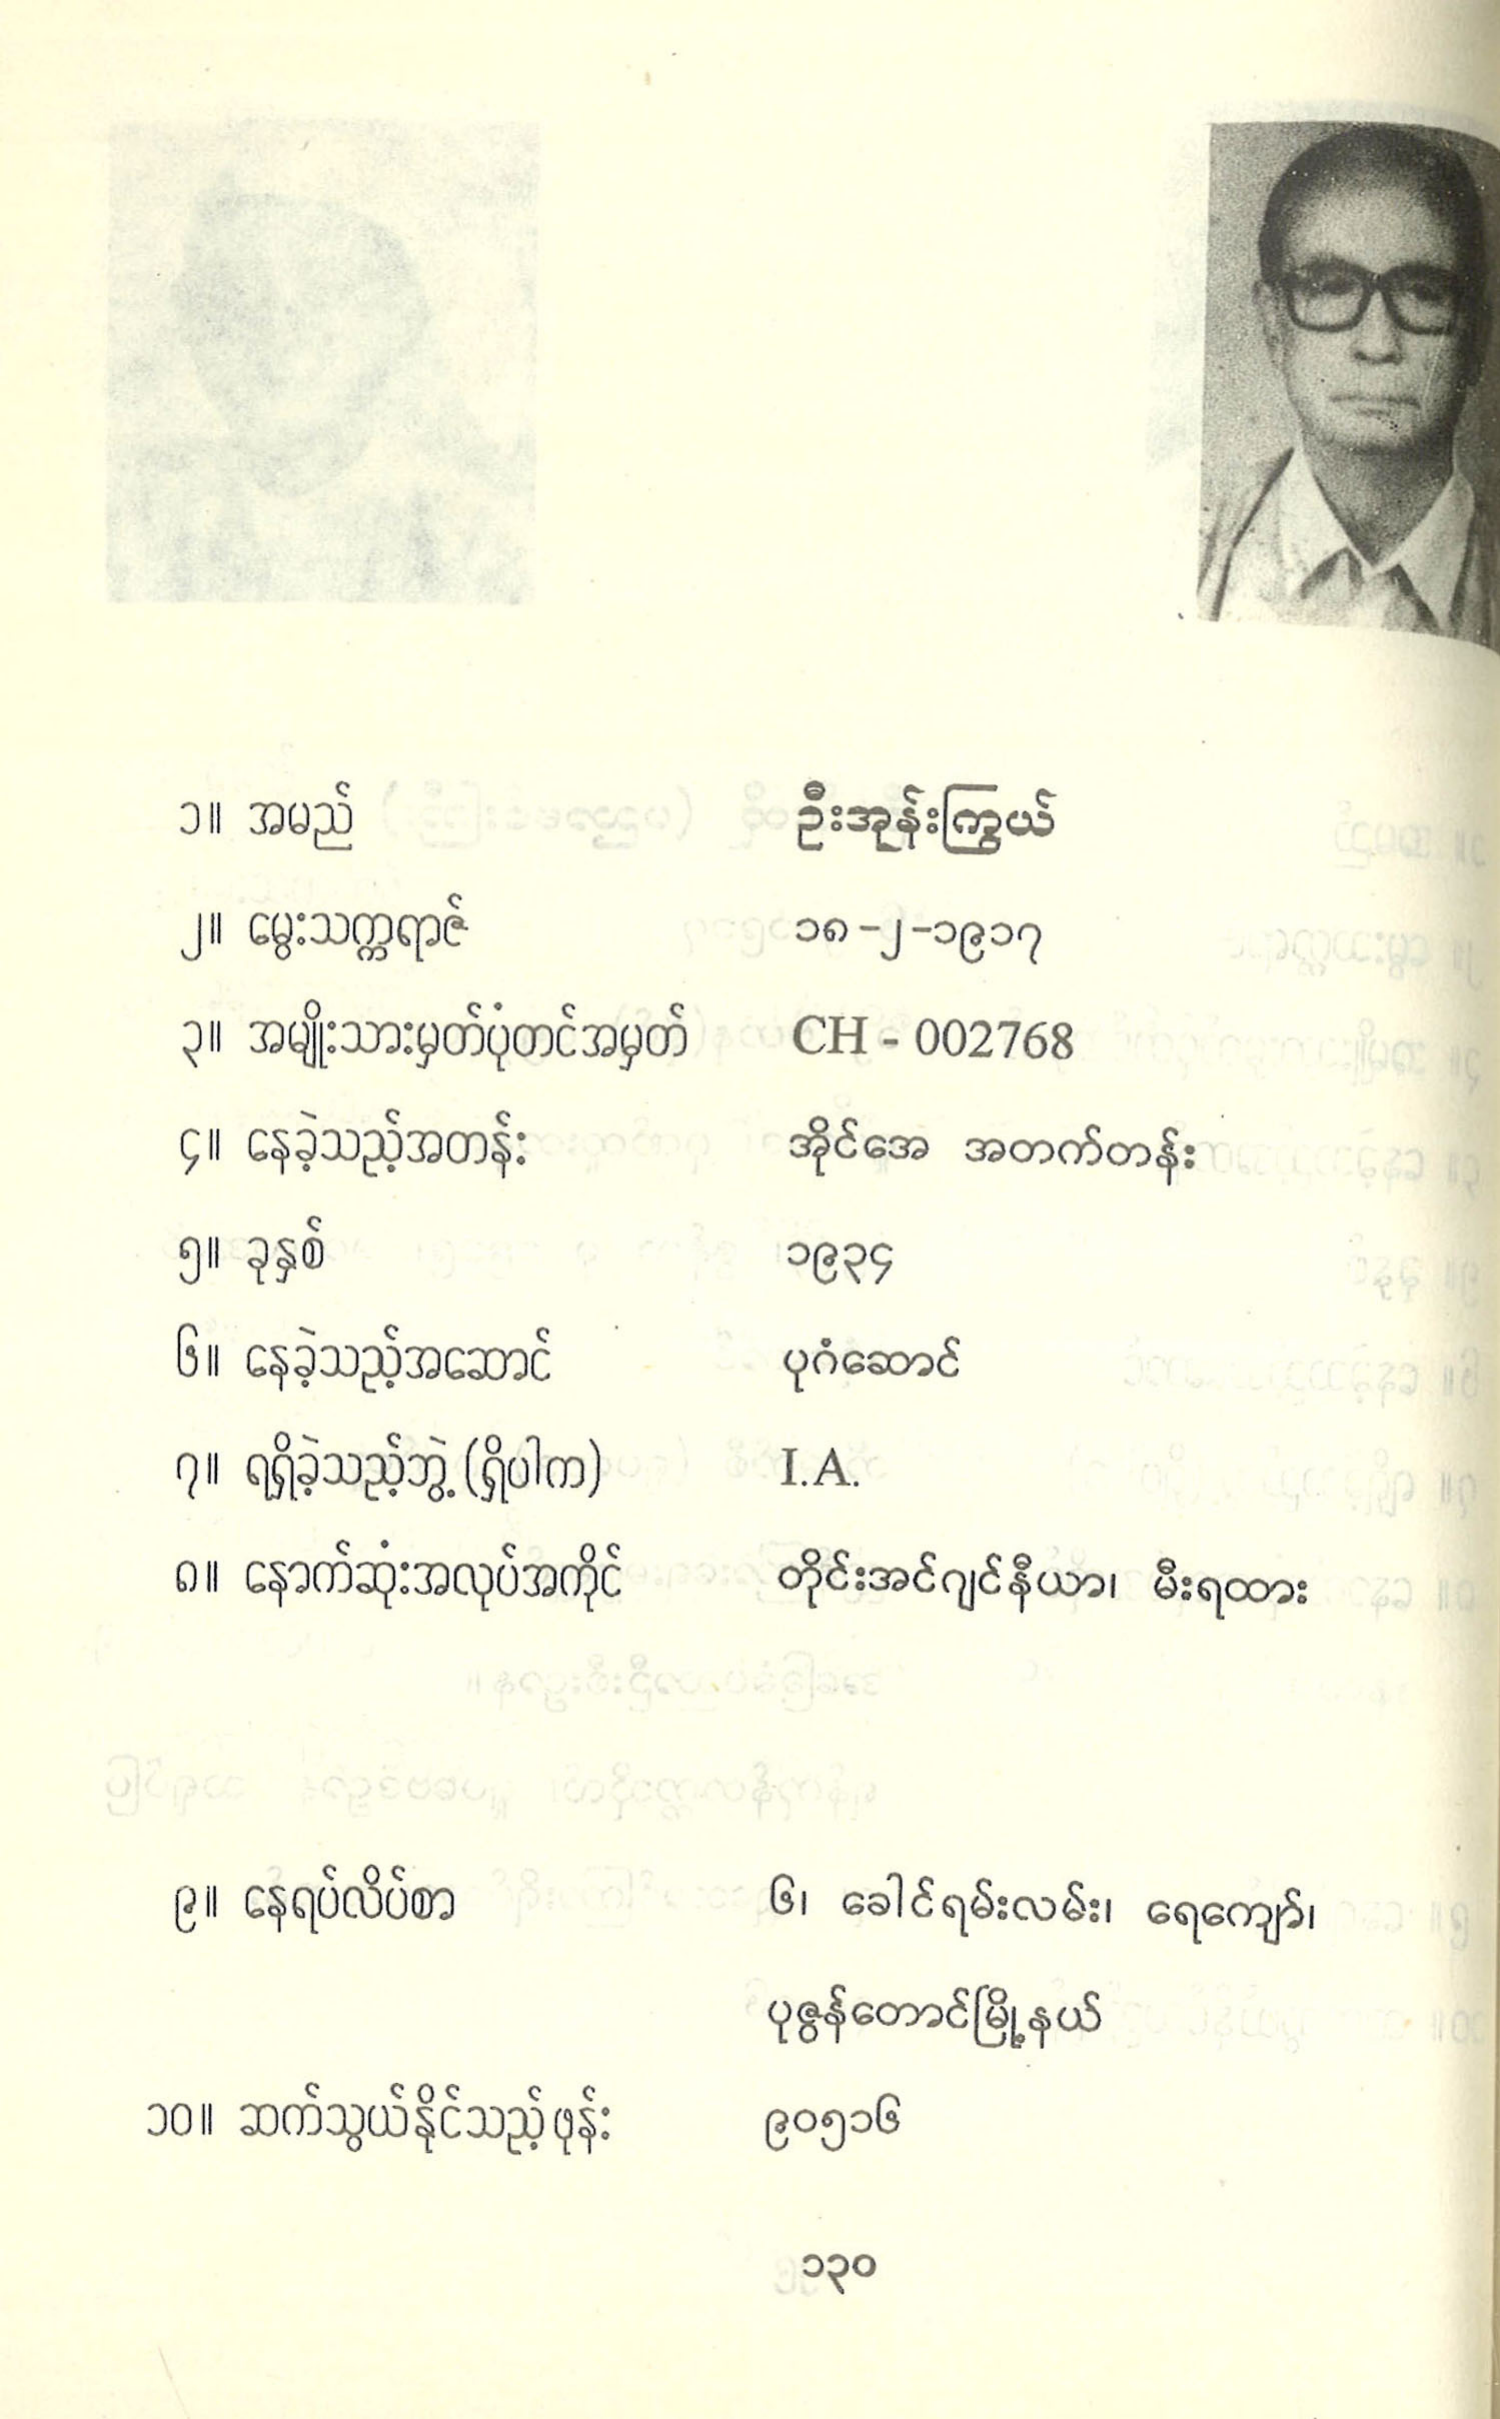 ၁။ အမည် ဦးအုန်းကြွယ်
၂။ မွေးသက္ကရာဇ် ၁၈-၂-၁၉၁၇
၃။ အမျိုးသားမှတ်ပုံတင်အမှတ် CH - 002768
၄။ နေခဲ့သည့်အတန်း အိုင်အေ အတက်တန်း
၅။ ခုနှစ် ၁၉၃၄
၆။ နေခဲ့သည့်အဆောင် ပုဂံဆောင်
၇။ ရရှိခဲ့သည့်ဘွဲ့(ရှိပါက) I.A.
၈။ နောက်ဆုံးအလုပ်အကိုင် တိုင်းအင်ဂျင်နီယာ၊ မီးရထား
၉။ နေရပ်လိပ်စာ ၆၊ ခေါင်ရမ်းလမ်း၊ ရေကျော်၊
ပုဇွန်တောင်မြို့နယ်
၁၀။ ဆက်သွယ်နိုင်သည့်ဖုန်း ၉၀၅၁၆
၁၃၀